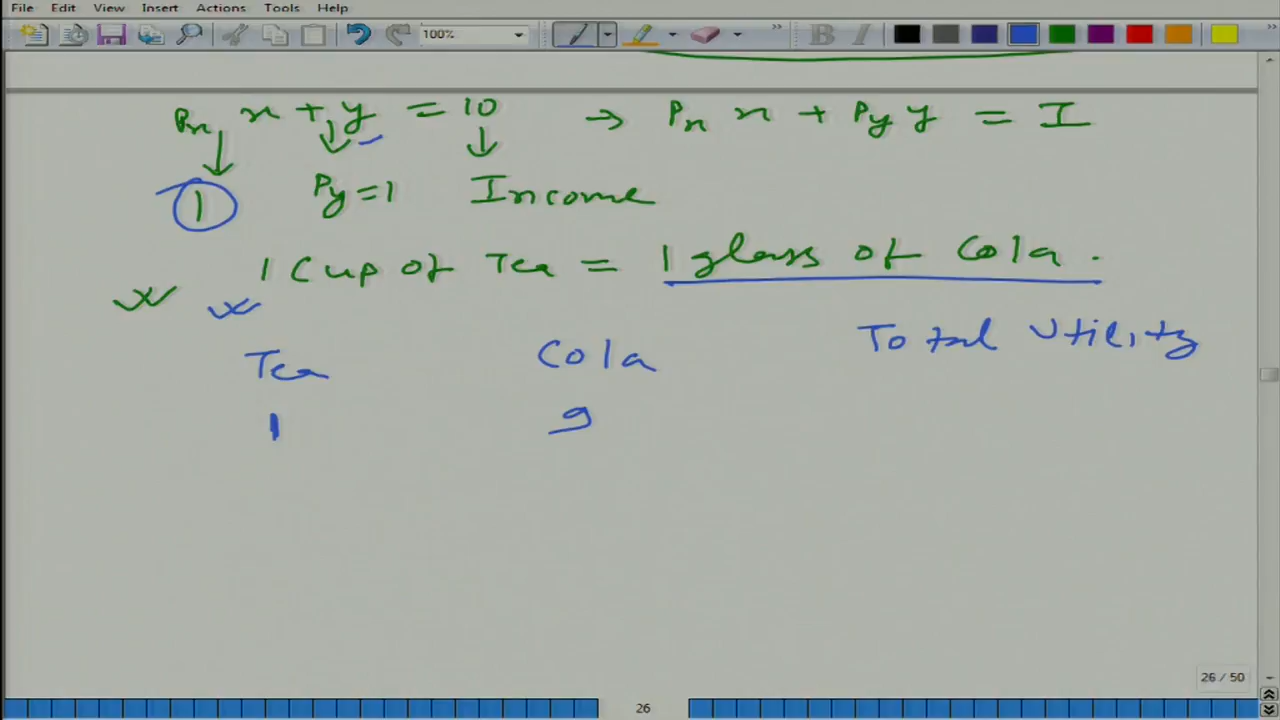 File Edit View Insert Actions Tools Help
100%
Px x + y = 10 → Px x + Py y = I
1 Py = 1 Income
1 Cup of Tea = 1 glass of Cola.
Tea Cola Total Utility
1 9
26 / 50
26